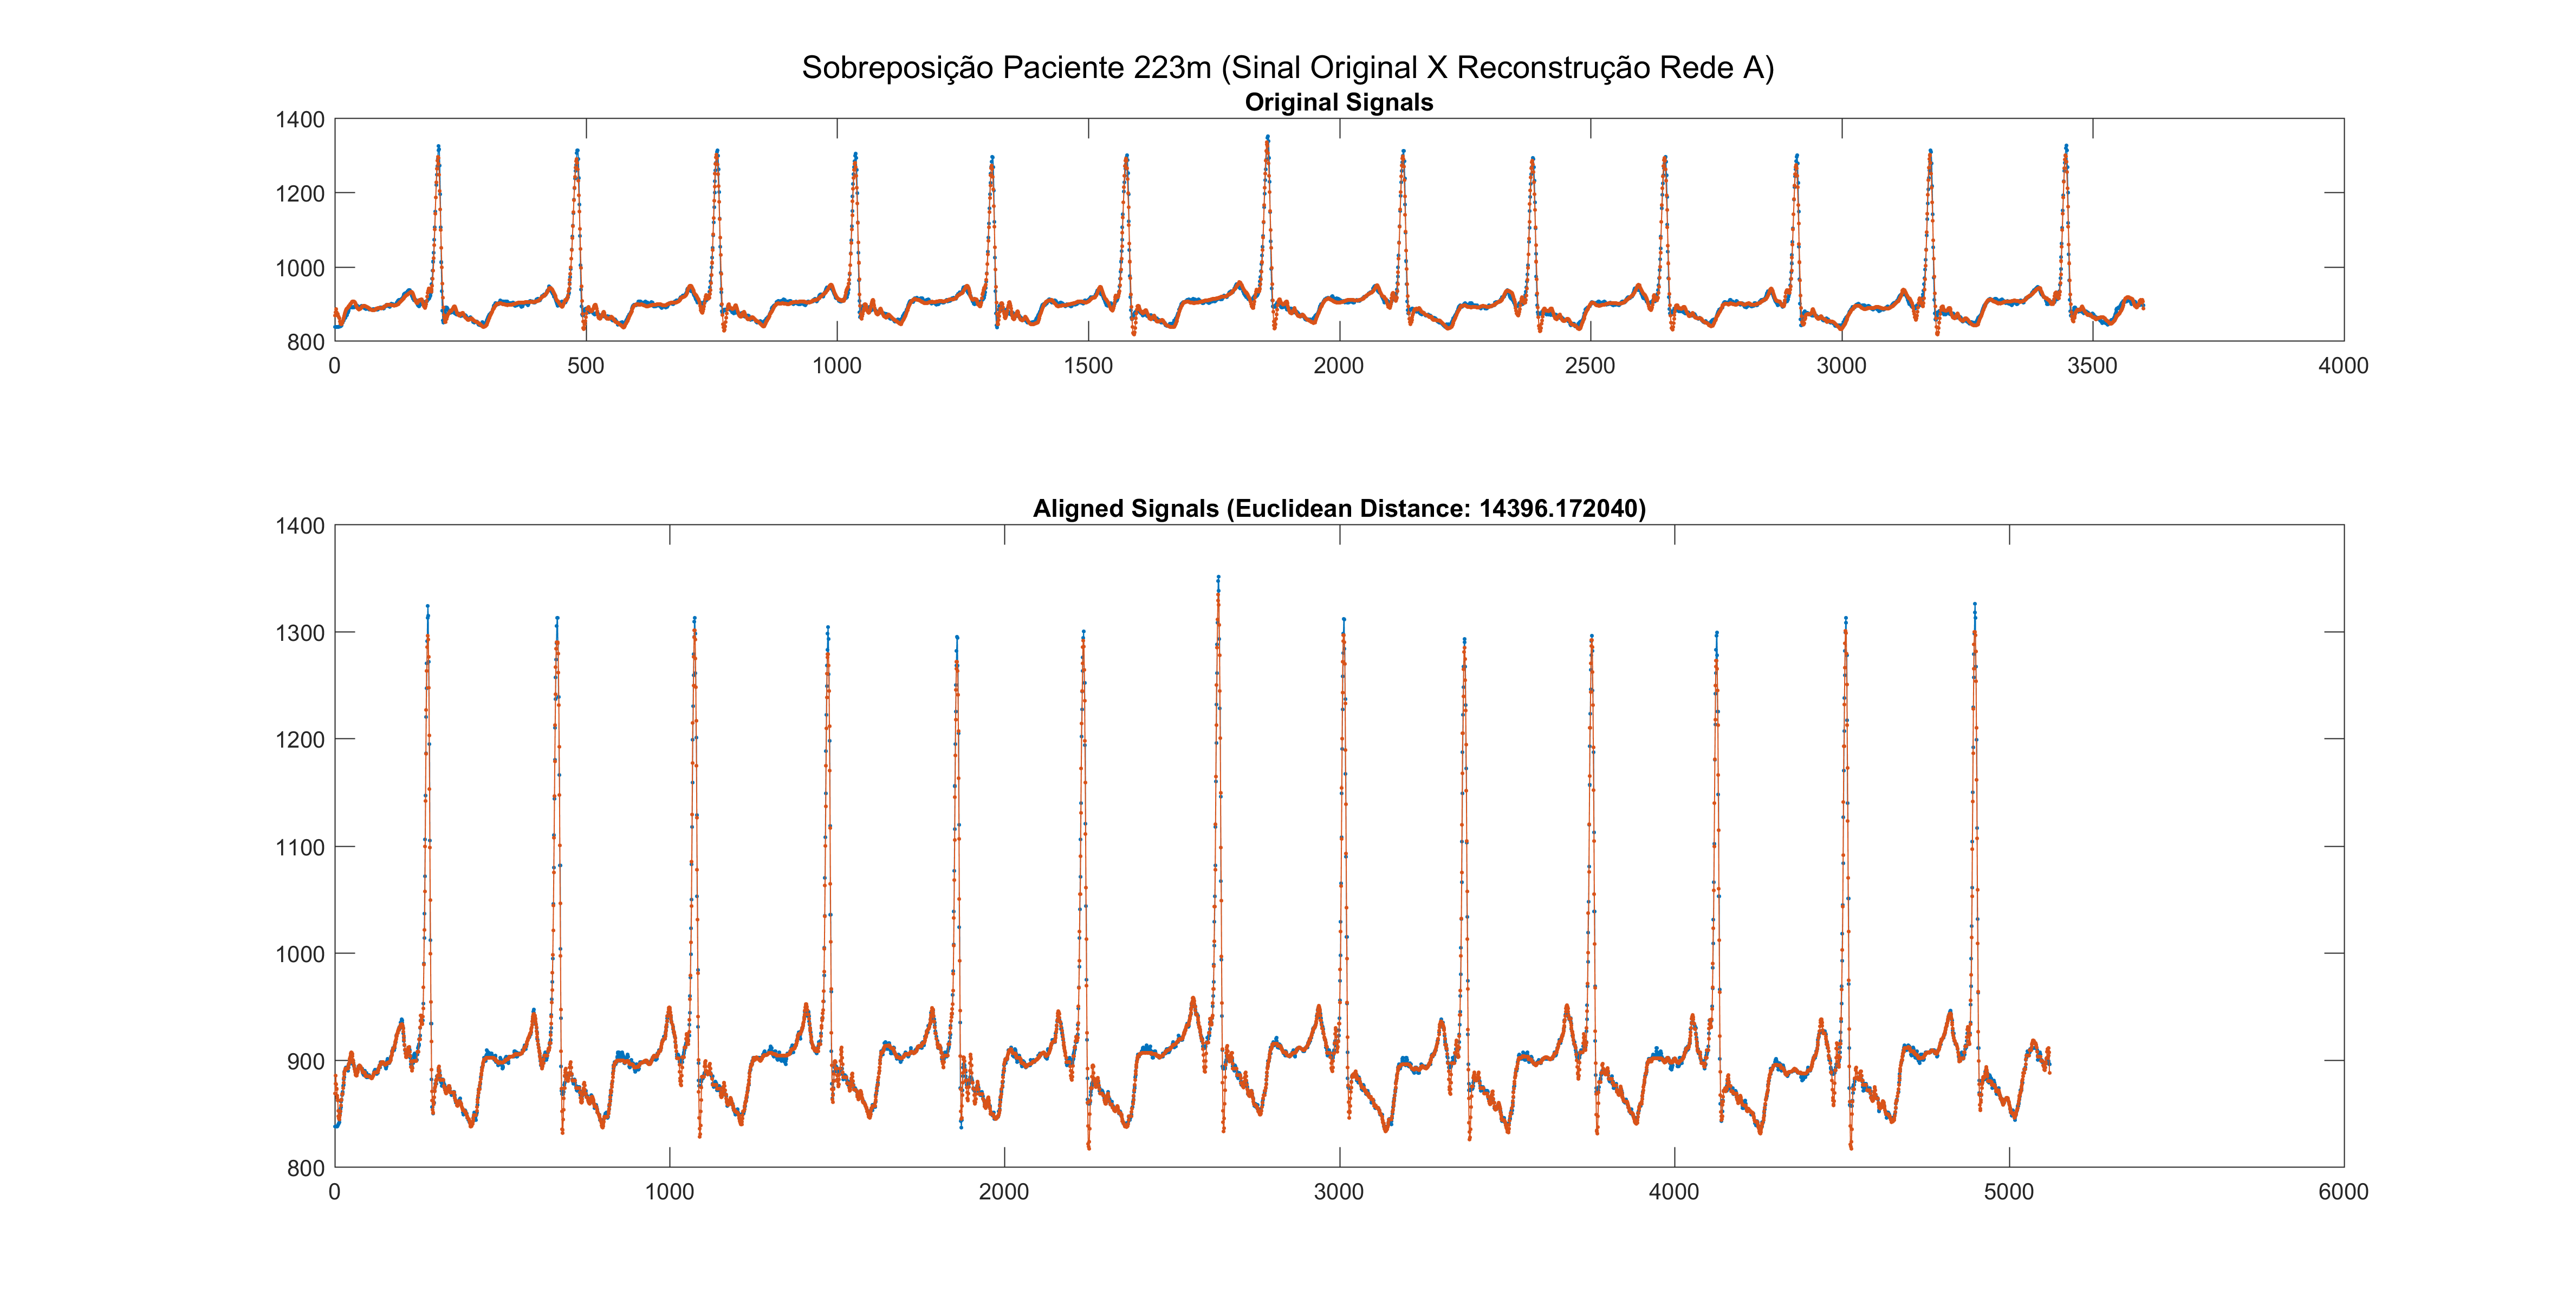 Sobreposição Paciente 223m (Sinal Original X Reconstrução Rede A)
Original Signals
1400
1200
1000
800
0 500 1000 1500 2000 2500 3000 3500 4000
Aligned Signals (Euclidean Distance: 14396.172040)
1400
1300
1200
1100
1000
900
800
0 1000 2000 3000 4000 5000 6000